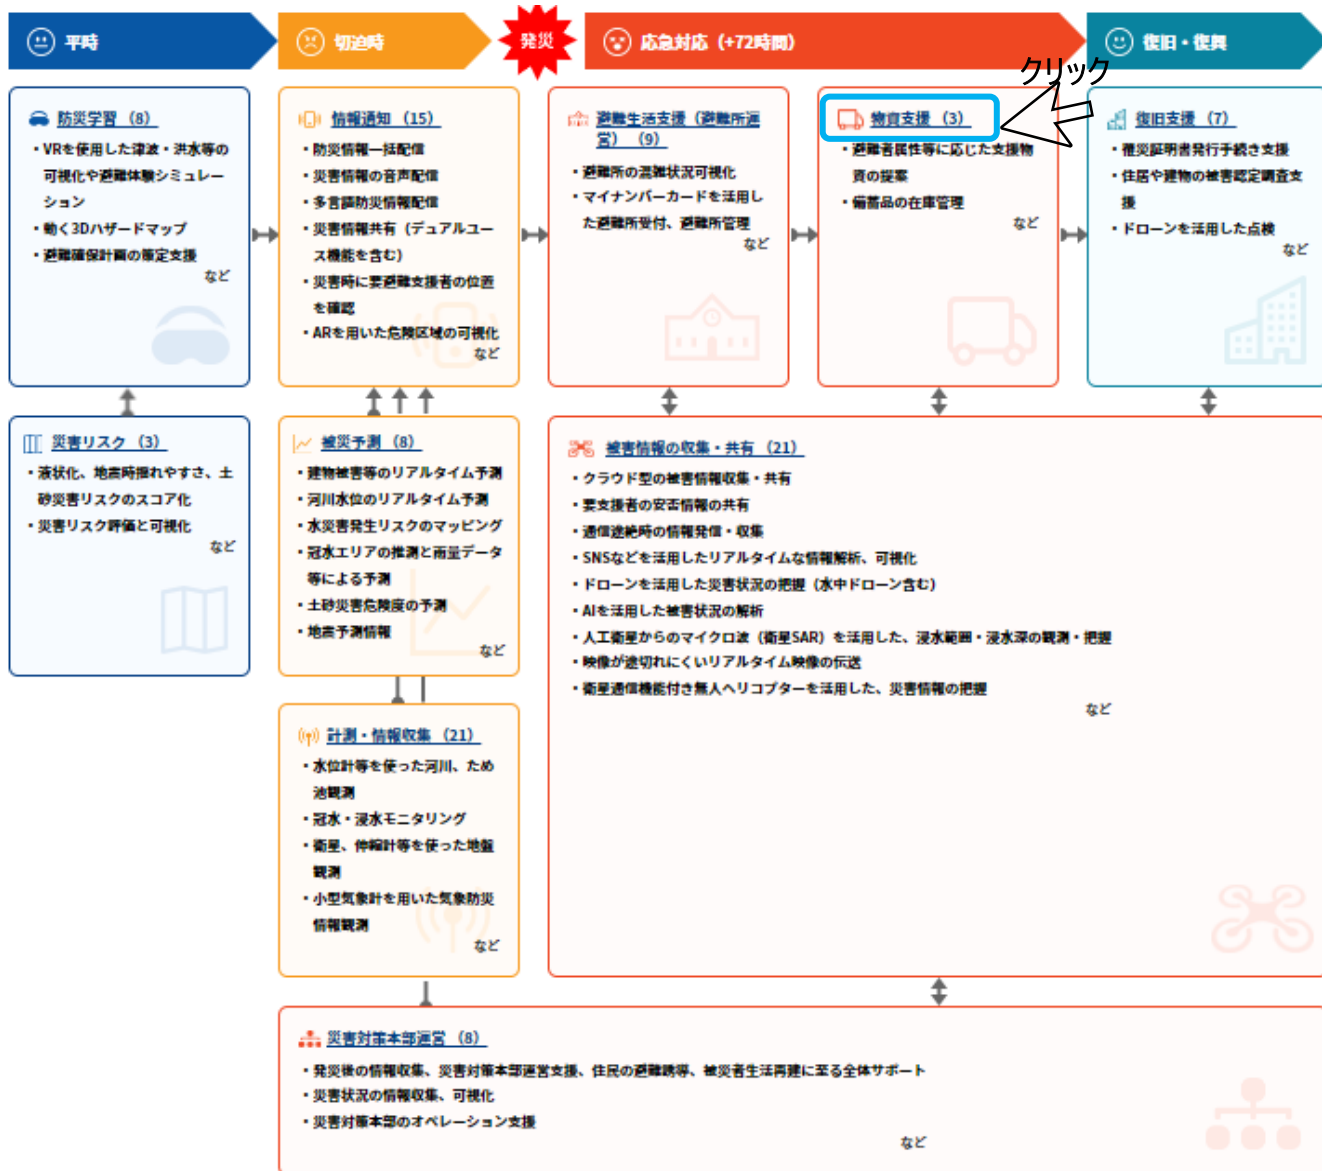 平時
切迫時
発災
応急対応（+72時間）
復旧・復興
クリック
防災学習（8）
・VRを使用した津波・洪水等の
可視化や避難体験シミュレー
ション
・動く3Dハザードマップ
・避難確保計画の策定支援
など
情報通知（15）
・防災情報一括配信
・災害情報の音声配信
・多言語防災情報配信
・災害情報共有（デュアルユー
ス機能を含む）
・災害時に要避難支援者の位置
を確認
・ARを用いた危険区域の可視化
など
避難生活支援（避難所運
営）（9）
・避難所の混雑状況可視化
・マイナンバーカードを活用し
た避難所受付、避難所管理
など
物資支援（3）
・避難者属性等に応じた支援物
資の提案
・備蓄品の在庫管理
など
復旧支援（7）
・罹災証明書発行手続き支援
・住居や建物の被害認定調査支
援
・ドローンを活用した点検
など
災害リスク（3）
・液状化、地震時揺れやすさ、土
砂災害リスクのスコア化
・災害リスク評価と可視化
など
被災予測（8）
・建物被害等のリアルタイム予測
・河川水位のリアルタイム予測
・水災害発生リスクのマッピング
・冠水エリアの推測と雨量データ
等による予測
・土砂災害危険度の予測
・地震予測情報
など
被害情報の収集・共有（21）
・クラウド型の被害情報収集・共有
・要支援者の安否情報の共有
・通信途絶時の情報発信・収集
・SNSなどを活用したリアルタイムな情報解析、可視化
・ドローンを活用した災害状況の把握（水中ドローン含む）
・AIを活用した被害状況の解析
・人工衛星からのマイクロ波（衛星SAR）を活用した、浸水範囲・浸水深の観測・把握
・映像が途切れにくいリアルタイム映像の伝送
・衛星通信機能付き無人ヘリコプターを活用した、災害情報の把握
など
計測・情報収集（21）
・水位計等を使った河川、ため
池観測
・冠水・浸水モニタリング
・衛星、伸縮計等を使った地盤
観測
・小型気象計を用いた気象防災
情報観測
など
災害対策本部運営（8）
・発災後の情報収集、災害対策本部運営支援、住民の避難誘導、被災者生活再建に至る全体サポート
・災害状況の情報収集、可視化
・災害対策本部のオペレーション支援
など